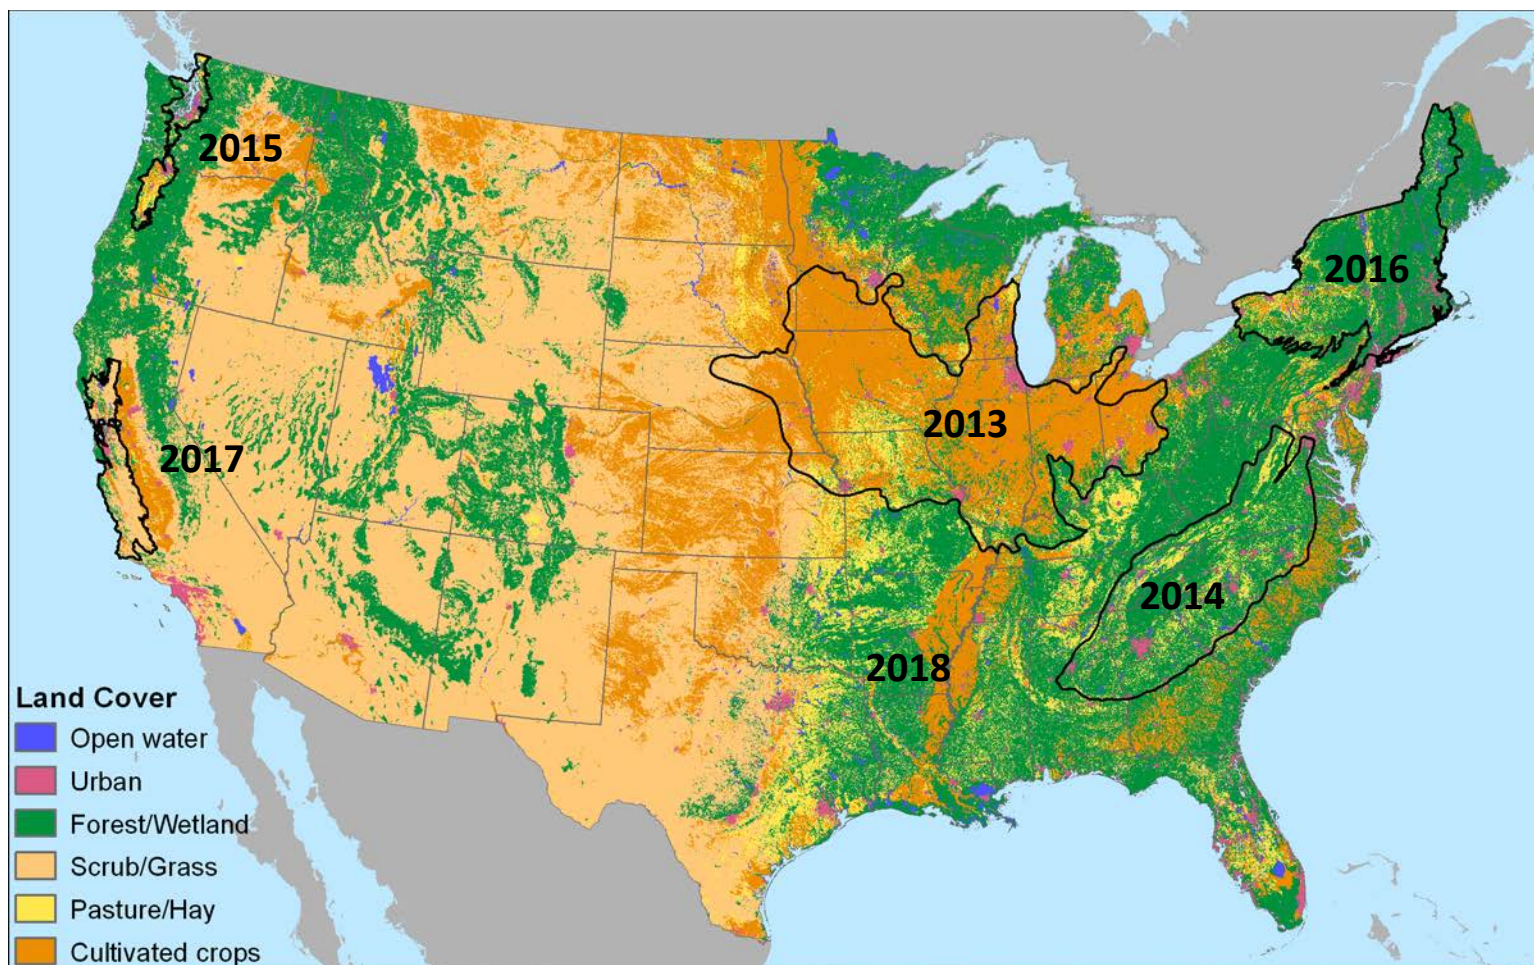 2015
2016
2013
2017
2014
2018
Land Cover
Open water
Urban
Forest/Wetland
Scrub/Grass
Pasture/Hay
Cultivated crops